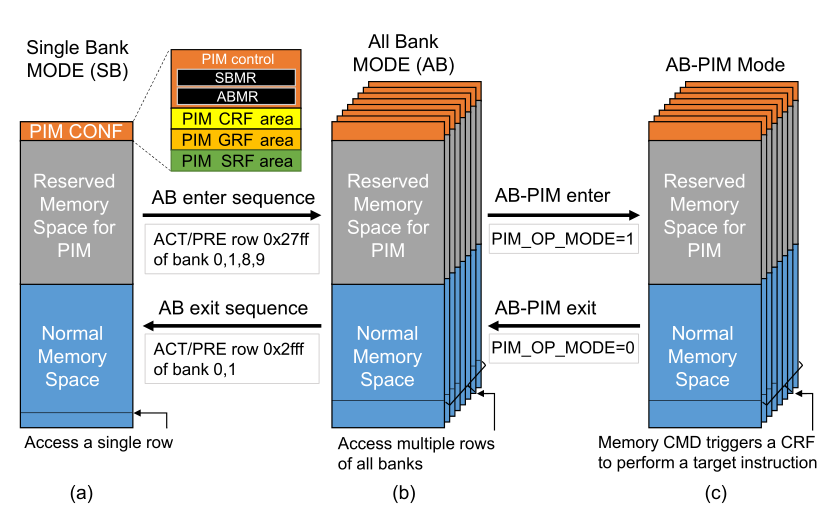 Single Bank
MODE (SB)
PIM control
SBMR
ABMR
PIM CRF area
PIM GRF area
PIM SRF area
All Bank
MODE (AB)
AB-PIM Mode
PIM CONF
Reserved
Memory
Space for
PIM
AB enter sequence
ACT/PRE row 0x27ff
of bank 0,1,8,9
Reserved
Memory
Space for
PIM
AB-PIM enter
PIM_OP_MODE=1
Reserved
Memory
Space for
PIM
Normal
Memory
Space
AB exit sequence
ACT/PRE row 0x2fff
of bank 0,1
Normal
Memory
Space
AB-PIM exit
PIM_OP_MODE=0
Normal
Memory
Space
Access a single row
Access multiple rows
of all banks
Memory CMD triggers a CRF
to perform a target instruction
(a)
(b)
(c)